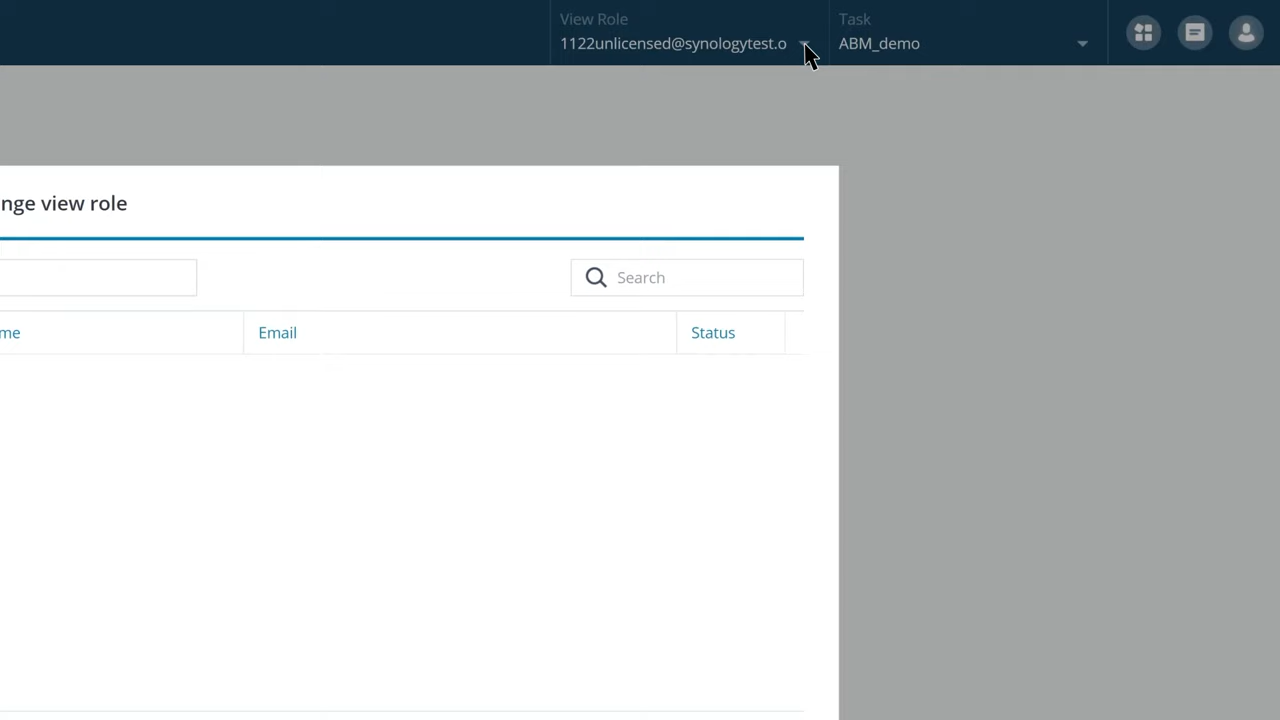 View Role
Task
1122unlicensed@synologytest.o
ABM_demo
nge view role
Search
me
Email
Status